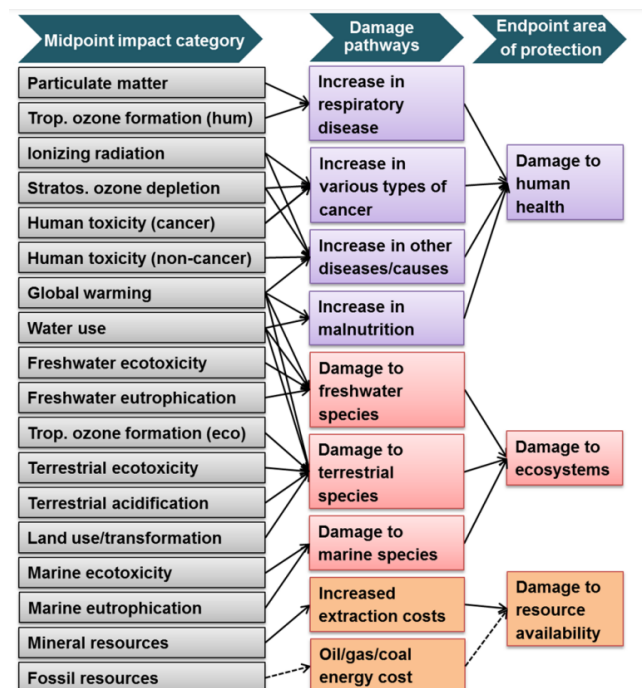 Midpoint impact category
Damage
pathways
Endpoint area
of protection
Particulate matter
Trop. ozone formation (hum)
Ionizing radiation
Stratos. ozone depletion
Human toxicity (cancer)
Human toxicity (non-cancer)
Global warming
Water use
Freshwater ecotoxicity
Freshwater eutrophication
Trop. ozone formation (eco)
Terrestrial ecotoxicity
Terrestrial acidification
Land use/transformation
Marine ecotoxicity
Marine eutrophication
Mineral resources
Fossil resources
Increase in
respiratory
disease
Increase in
various types of
cancer
Increase in other
diseases/causes
Increase in
malnutrition
Damage to
freshwater
species
Damage to
terrestrial
species
Damage to
marine species
Increased
extraction costs
Oil/gas/coal
energy cost
Damage to
human
health
Damage to
ecosystems
Damage to
resource
availability